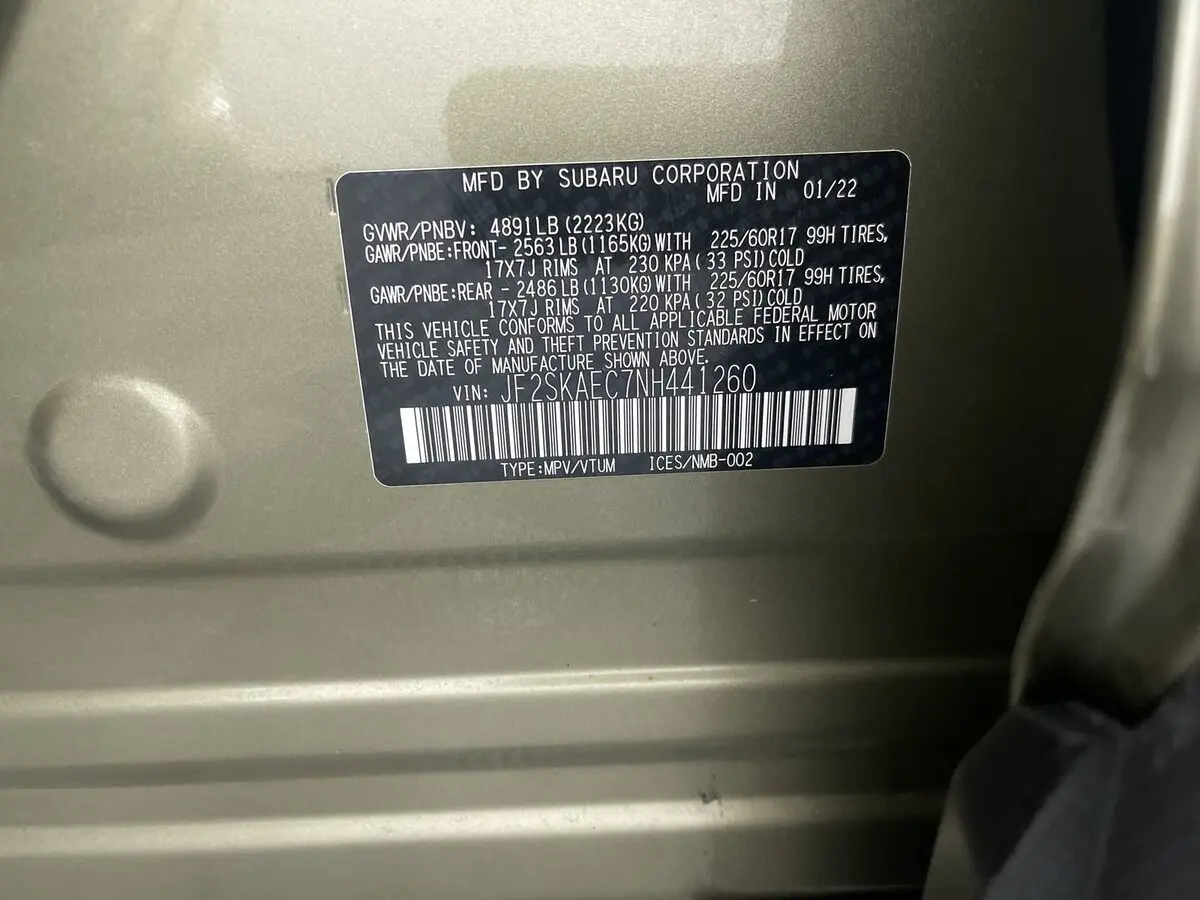 MFD BY SUBARU CORPORATION
MFD IN 01/22
GVWR/PNBV: 4891LB (2223KG)
GAWR/PNBE:FRONT- 2563 LB (1165KG) WITH 225/60R17 99H TIRES,
17X7J RIMS AT 230 KPA ( 33 PSI) COLD
GAWR/PNBE:REAR - 2486 LB (1130KG) WITH 225/60R17 99H TIRES,
17X7J RIMS AT 220 KPA ( 32 PSI) COLD
THIS VEHICLE CONFORMS TO ALL APPLICABLE FEDERAL MOTOR
VEHICLE SAFETY AND THEFT PREVENTION STANDARDS IN EFFECT ON
THE DATE OF MANUFACTURE SHOWN ABOVE.
VIN: JF2SKAEC7NH441260
TYPE:MPV/VTUM ICES/NMB-002